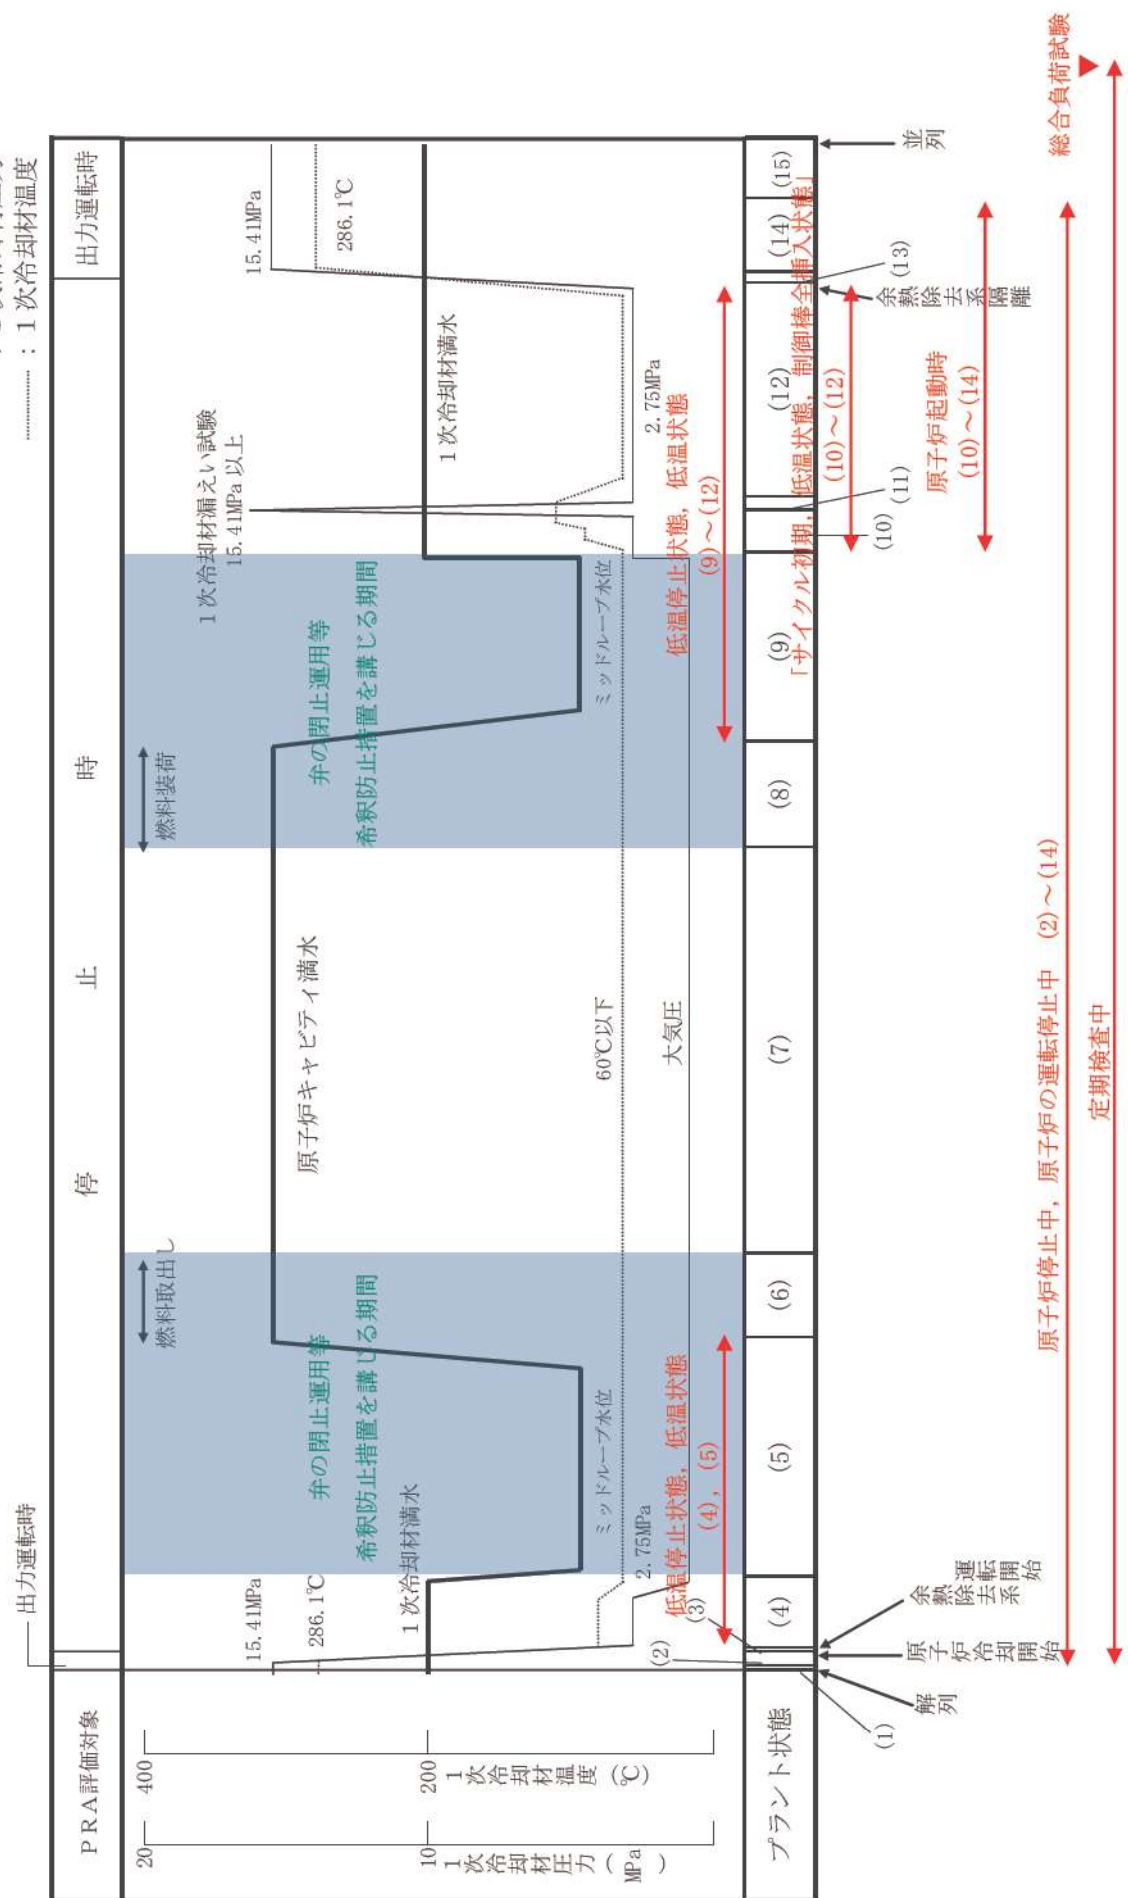 ：1次冷却材温度
PRA評価対象
出力運転時
停止時
出力運転時
20
10
1次冷却材圧力(MPa)
400
200
1次冷却材温度(℃)
15.41MPa
286.1℃
1次冷却材満水
弁の閉止運用等
希釈防止措置を講じる期間
燃料取出し
ミッドループ水位
2.75MPa
低温停止状態，低温状態
(4)，(5)
原子炉キャビティ満水
60℃以下
大気圧
燃料装荷
弁の閉止運用等
希釈防止措置を講じる期間
ミッドループ水位
1次冷却材漏えい試験
15.41MPa以上
1次冷却材満水
2.75MPa
低温停止状態，低温状態
(9)～(12)
15.41MPa
286.1℃
プラント状態
(1)
(2)
(3)
(4)
(5)
(6)
(7)
(8)
(9)
(10)
(11)
(12)
(13)
(14)
(15)
解列
原子炉冷却開始
余熱除去系運転開始
「サイクル初期，低温状態，制御棒全挿入状態」
(10)～(12)
余熱除去系隔離
並列
原子炉起動時
(10)～(14)
原子炉停止中，原子炉の運転停止中 (2)～(14)
総合負荷試験
定期検査中